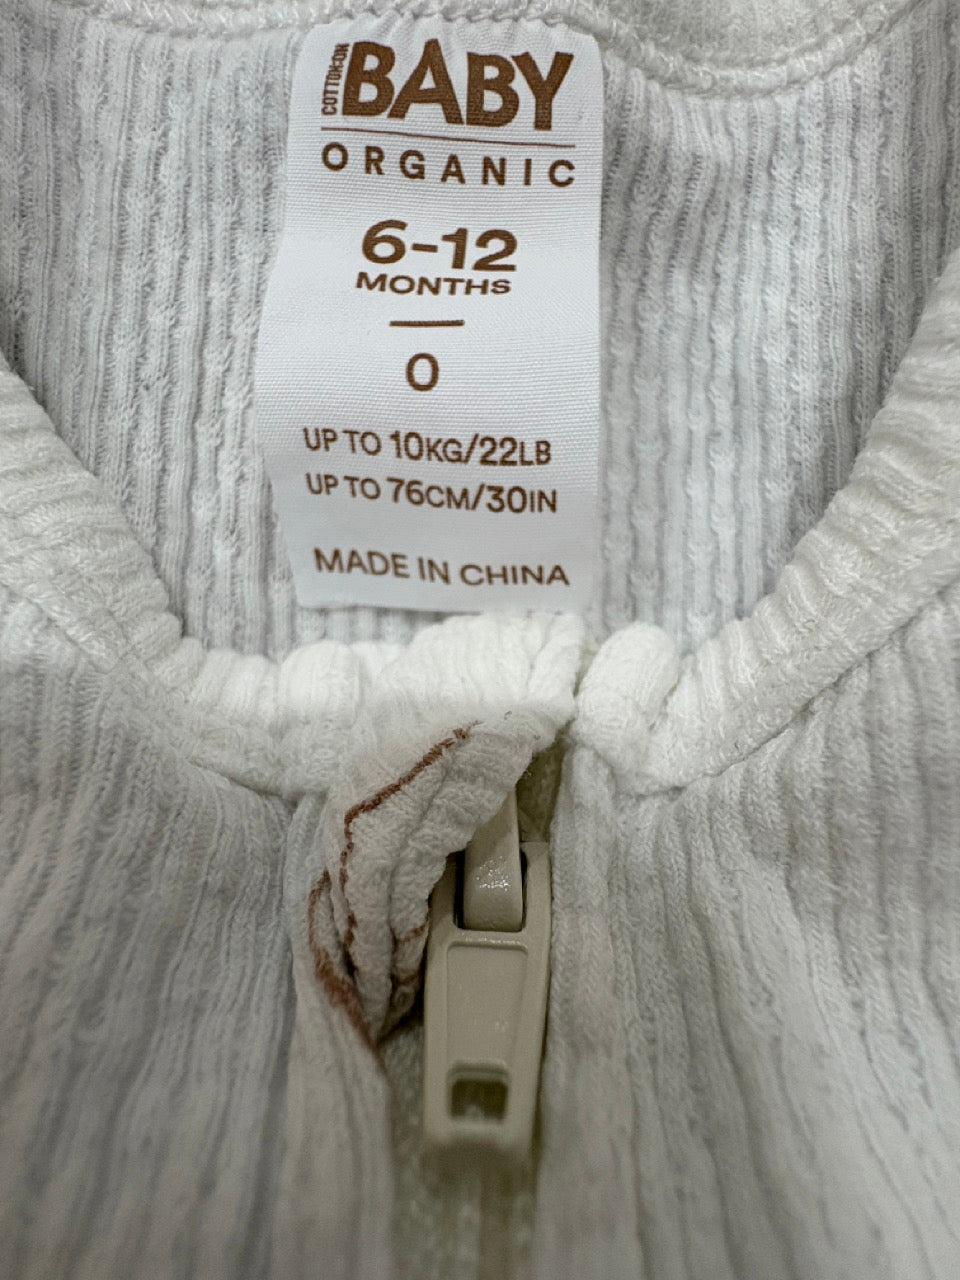 COTTON:ON BABY
ORGANIC
6-12
MONTHS
0
UP TO 10KG/22LB
UP TO 76CM/30IN
MADE IN CHINA